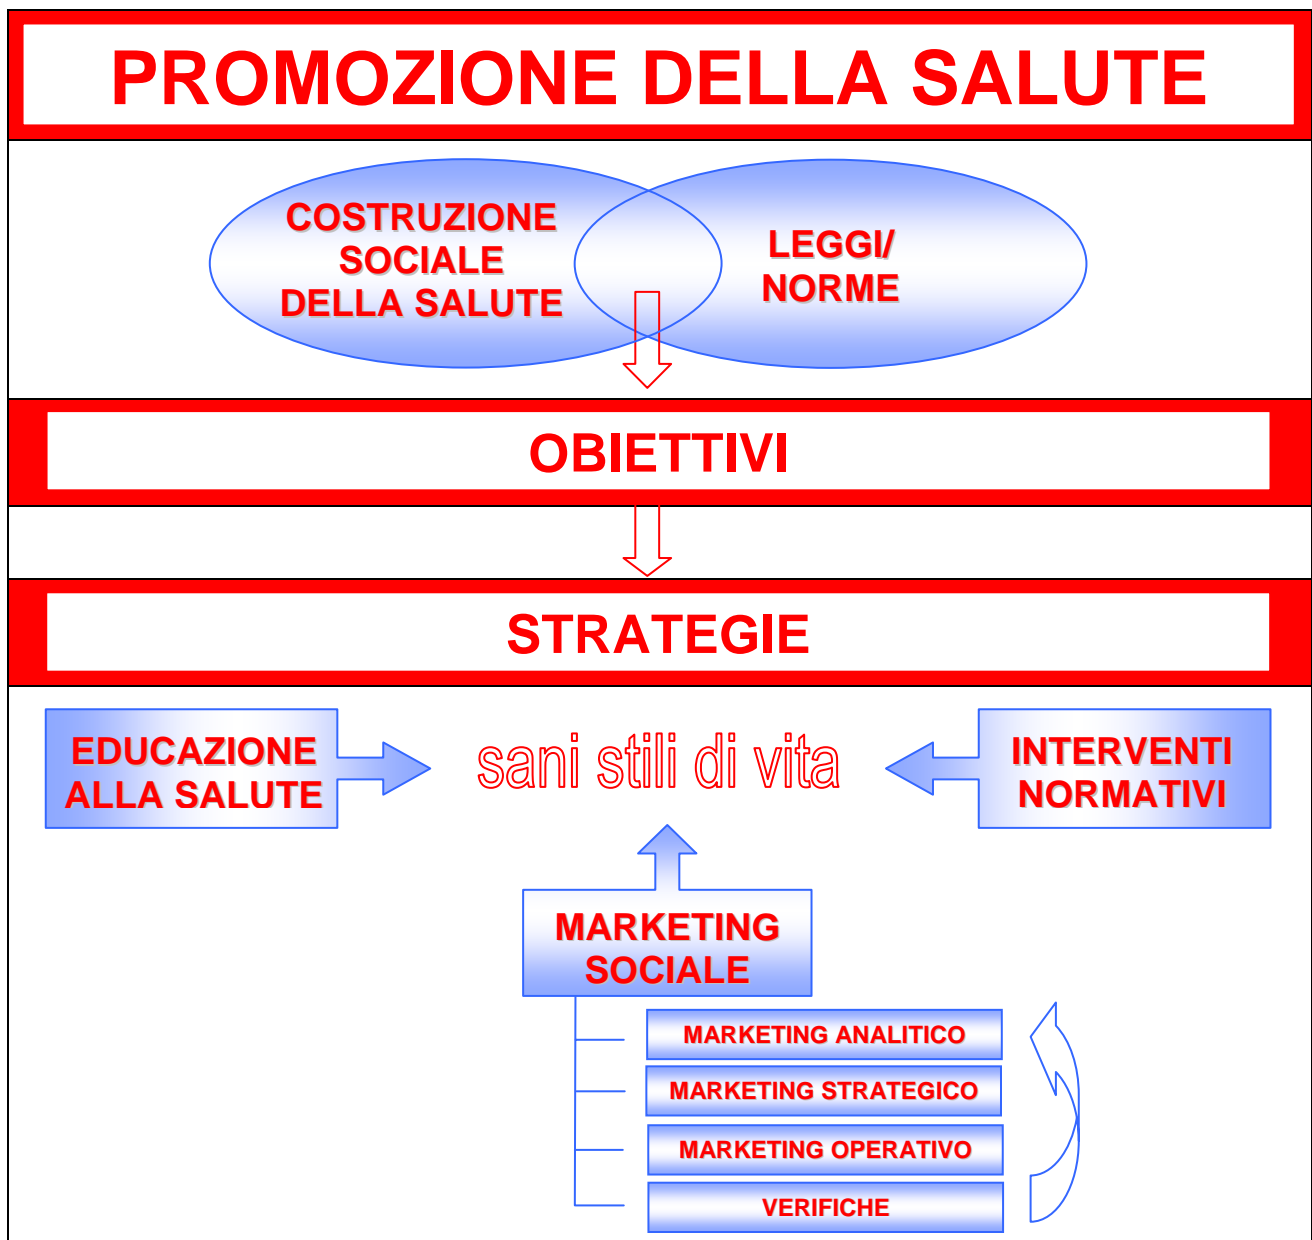 PROMOZIONE DELLA SALUTE
COSTRUZIONE
SOCIALE
DELLA SALUTE
LEGGI/
NORME
OBIETTIVI
STRATEGIE
EDUCAZIONE
ALLA SALUTE
sani stili di vita
INTERVENTI
NORMATIVI
MARKETING
SOCIALE
MARKETING ANALITICO
MARKETING STRATEGICO
MARKETING OPERATIVO
VERIFICHE